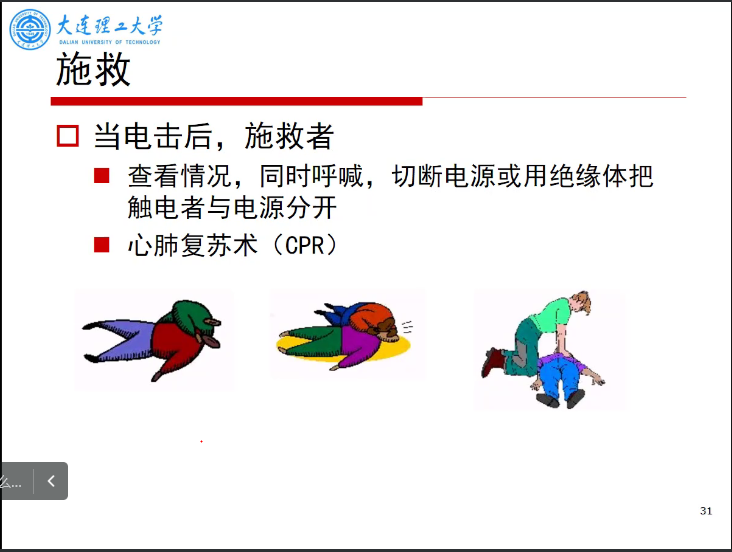 大连理工大学
DALIAN UNIVERSITY OF TECHNOLOGY
施救
当电击后，施救者
查看情况，同时呼喊，切断电源或用绝缘体把
触电者与电源分开
心肺复苏术（CPR）
么...
31